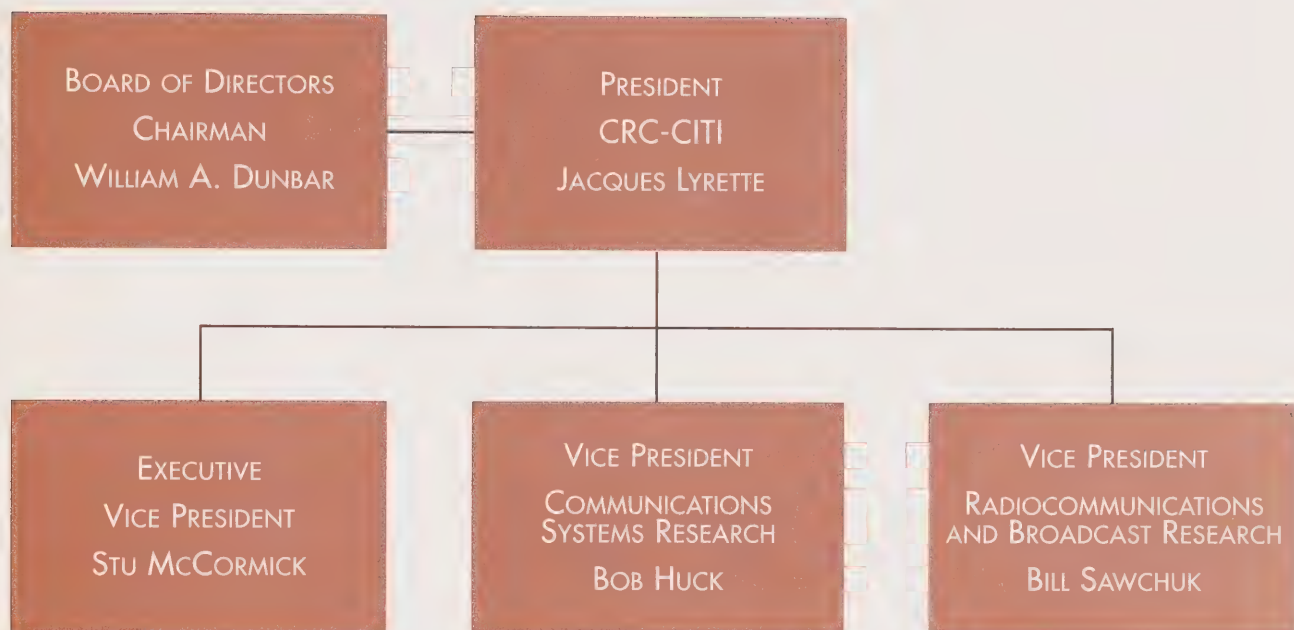 BOARD OF DIRECTORS
CHAIRMAN
WILLIAM A. DUNBAR
PRESIDENT
CRC-CITI
JACQUES LYRETTE
EXECUTIVE
VICE PRESIDENT
STU MCCORMICK
VICE PRESIDENT
COMMUNICATIONS
SYSTEMS RESEARCH
BOB HUCK
VICE PRESIDENT
RADIOCOMMUNICATIONS
AND BROADCAST RESEARCH
BILL SAWCHUK